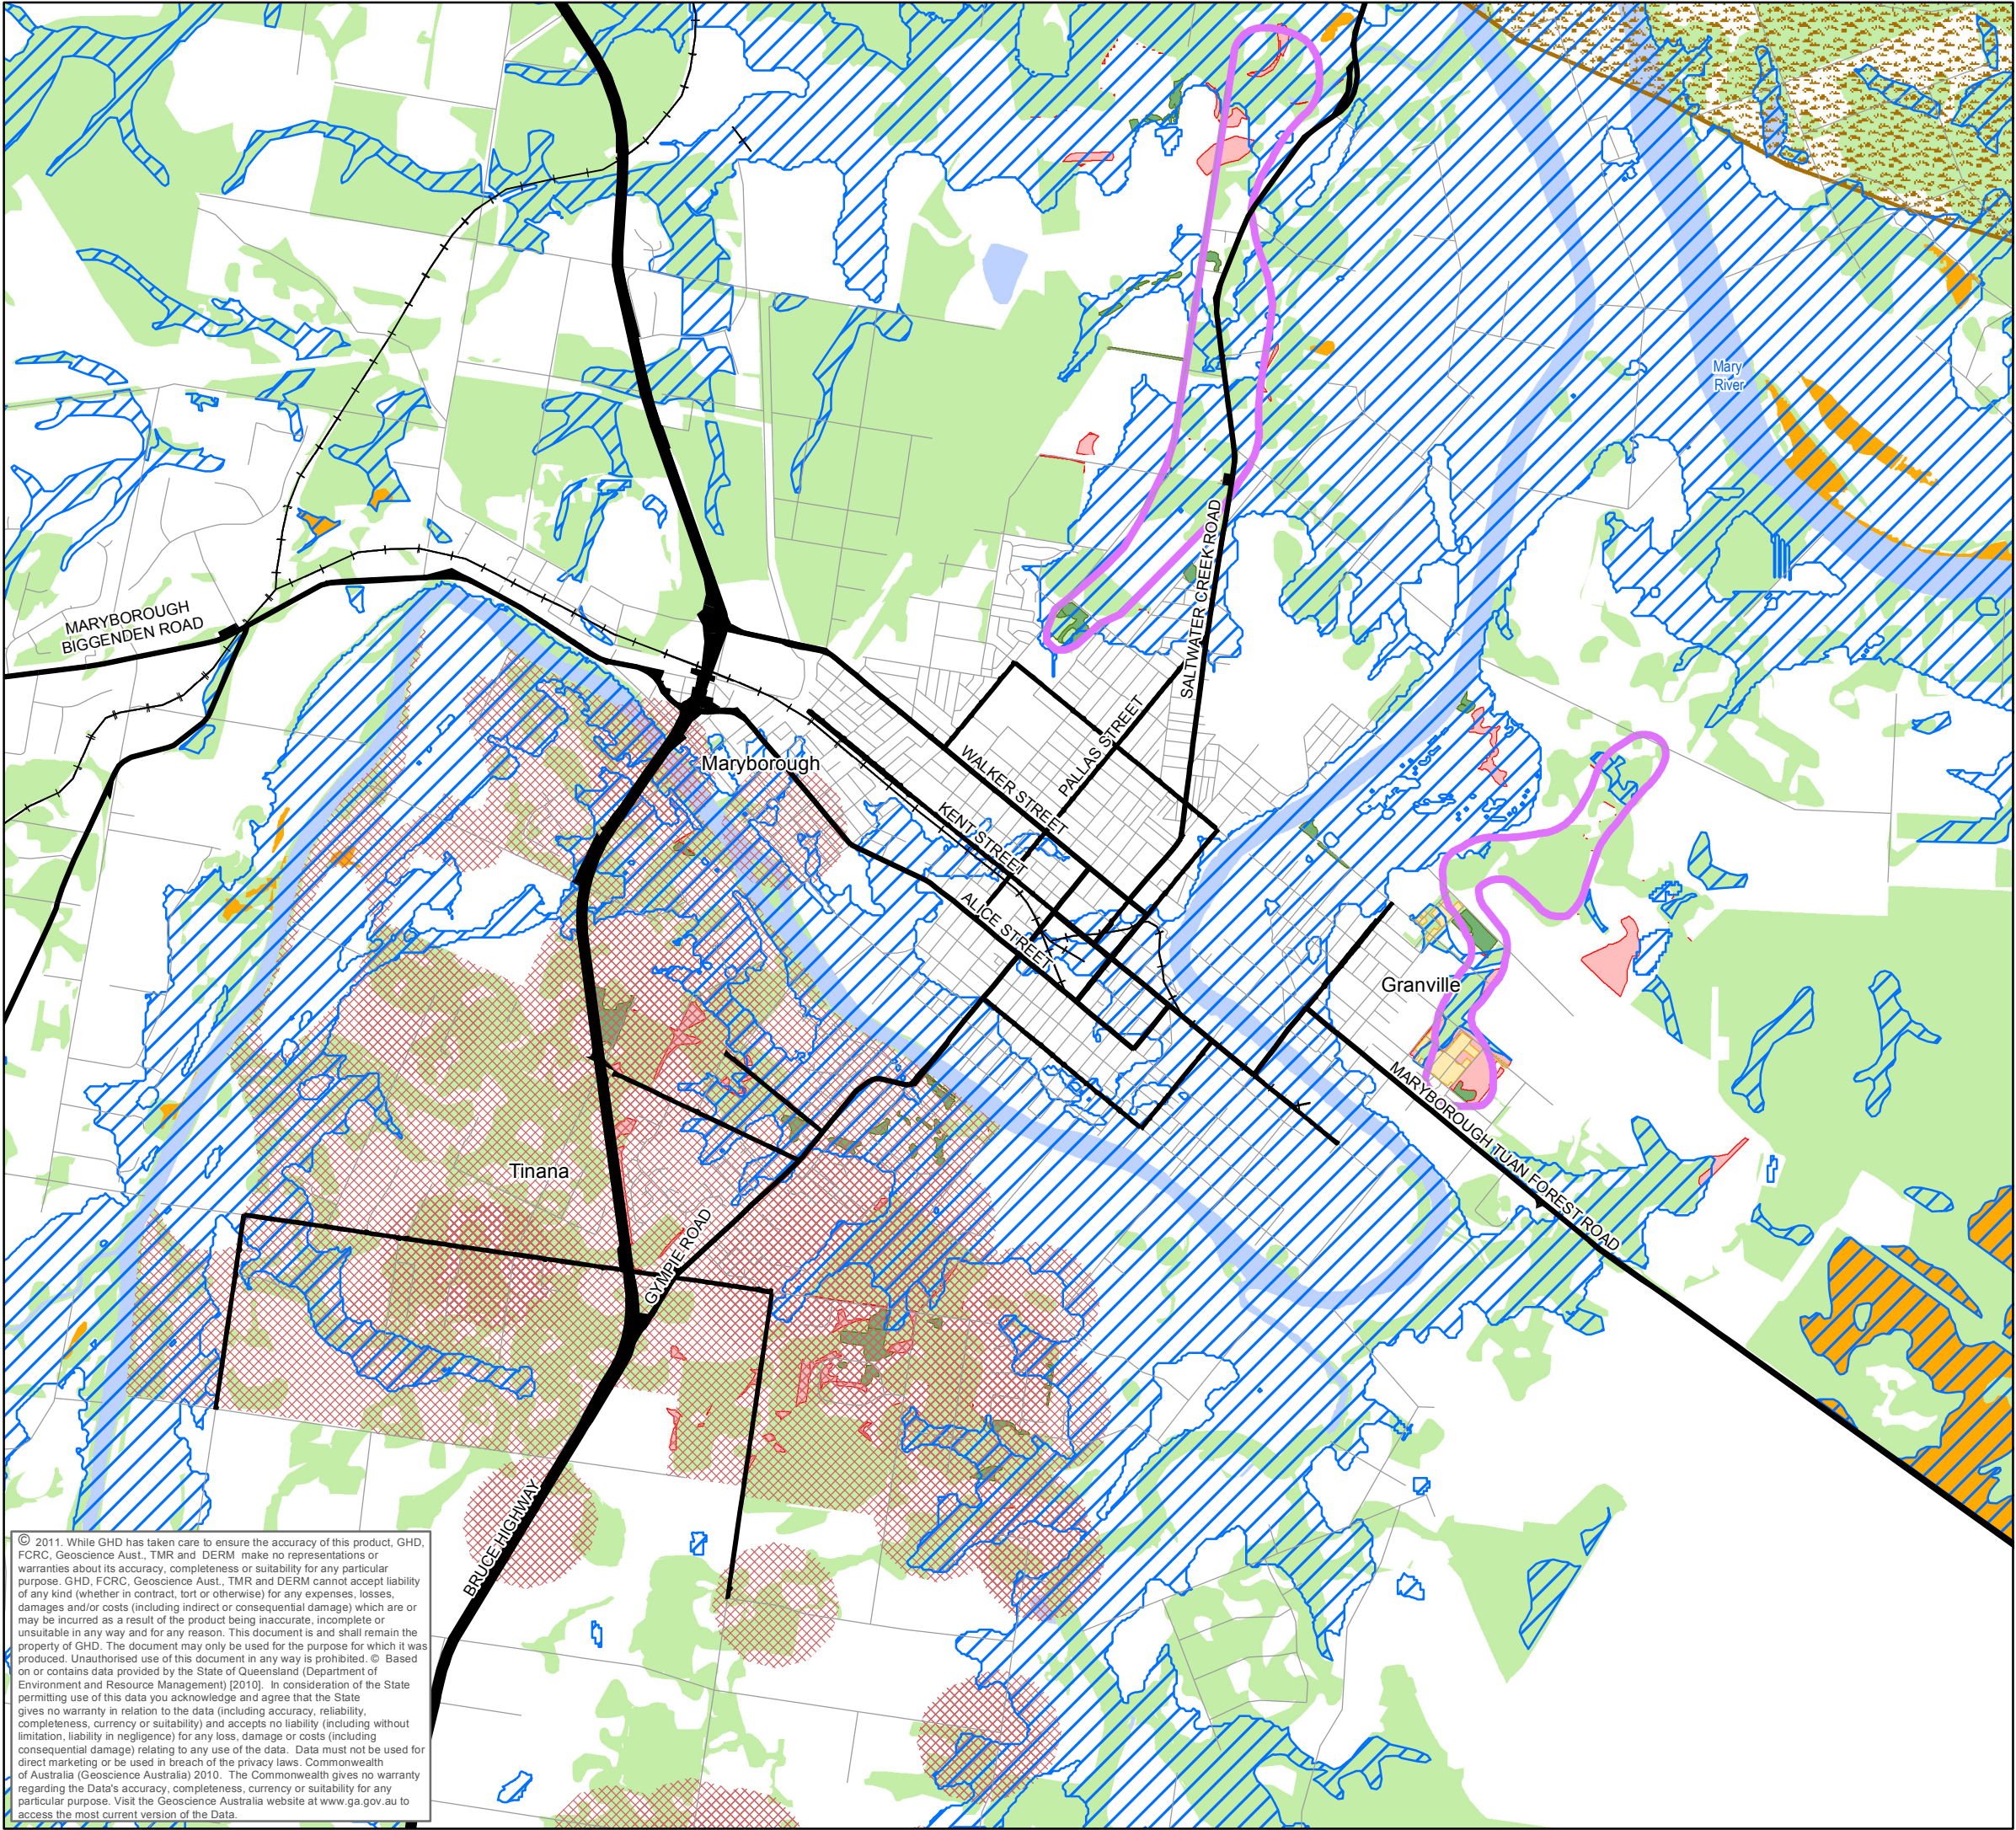 Mary
River
MARYBOROUGH
BIGGENDEN ROAD
SALTWATER CREEK ROAD
PALLAS STREET
WALKER STREET
Maryborough
KENT STREET
ALICE STREET
Granville
MARYBOROUGH TUAN FOREST ROAD
Tinana
GYMPIE ROAD
BRUCE HIGHWAY
© 2011. While GHD has taken care to ensure the accuracy of this product, GHD,
FCRC, Geoscience Aust., TMR and DERM make no representations or
warranties about its accuracy, completeness or suitability for any particular
purpose. GHD, FCRC, Geoscience Aust., TMR and DERM cannot accept liability
of any kind (whether in contract, tort or otherwise) for any expenses, losses,
damages and/or costs (including indirect or consequential damage) which are or
may be incurred as a result of the product being inaccurate, incomplete or
unsuitable in any way and for any reason. This document is and shall remain the
property of GHD. The document may only be used for the purpose for which it was
produced. Unauthorised use of this document in any way is prohibited. © Based
on or contains data provided by the State of Queensland (Department of
Environment and Resource Management) [2010]. In consideration of the State
permitting use of this data you acknowledge and agree that the State
gives no warranty in relation to the data (including accuracy, reliability,
completeness, currency or suitability) and accepts no liability (including without
limitation, liability in negligence) for any loss, damage or costs (including
consequential damage) relating to any use of the data. Data must not be used for
direct marketing or be used in breach of the privacy laws. Commonwealth
of Australia (Geoscience Australia) 2010. The Commonwealth gives no warranty
regarding the Data's accuracy, completeness, currency or suitability for any
particular purpose. Visit the Geoscience Australia website at www.ga.gov.au to
access the most current version of the Data.